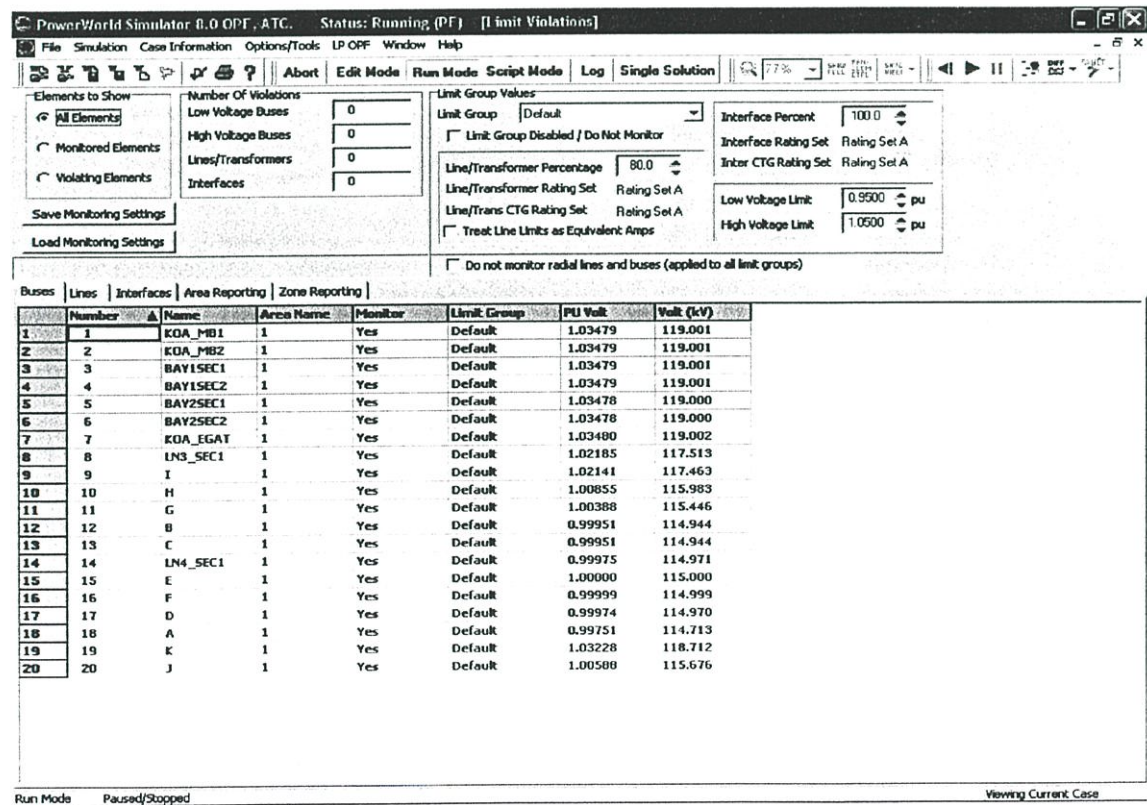 PowerWorld Simulator 8.0 OPF, ATC. Status: Running (PF) [Limit Violations]
File Simulation Case Information Options/Tools LP OPF Window Help
Abort Edit Mode Run Mode Script Mode Log Single Solution 77%
Elements to Show
All Elements
Monitored Elements
Violating Elements
Save Monitoring Settings
Load Monitoring Settings
Number Of Violations
Low Voltage Buses 0
High Voltage Buses 0
Lines/Transformers 0
Interfaces 0
Limit Group Values
Limit Group Default
Limit Group Disabled / Do Not Monitor
Line/Transformer Percentage 80.0
Line/Transformer Rating Set Rating Set A
Line/Trans CTG Rating Set Rating Set A
Treat Line Limits as Equivalent Amps
Interface Percent 100.0
Interface Rating Set Rating Set A
Inter CTG Rating Set Rating Set A
Low Voltage Limit 0.9500 pu
High Voltage Limit 1.0500 pu
Do not monitor radial lines and buses (applied to all limit groups)
Buses Lines Interfaces Area Reporting Zone Reporting
Number Name Area Name Monitor Limit Group PU Volt Volt (kV)
1 1 KOA_MB1 1 Yes Default 1.03479 119.001
2 2 KOA_MB2 1 Yes Default 1.03479 119.001
3 3 BAY1SEC1 1 Yes Default 1.03479 119.001
4 4 BAY1SEC2 1 Yes Default 1.03479 119.001
5 5 BAY2SEC1 1 Yes Default 1.03478 119.000
6 6 BAY2SEC2 1 Yes Default 1.03478 119.000
7 7 KOA_EGAT 1 Yes Default 1.03480 119.002
8 8 LN3_SEC1 1 Yes Default 1.02185 117.513
9 9 I 1 Yes Default 1.02141 117.463
10 10 H 1 Yes Default 1.00855 115.983
11 11 G 1 Yes Default 1.00388 115.446
12 12 B 1 Yes Default 0.99951 114.944
13 13 C 1 Yes Default 0.99951 114.944
14 14 LN4_SEC1 1 Yes Default 0.99975 114.971
15 15 E 1 Yes Default 1.00000 115.000
16 16 F 1 Yes Default 0.99999 114.999
17 17 D 1 Yes Default 0.99974 114.970
18 18 A 1 Yes Default 0.99751 114.713
19 19 K 1 Yes Default 1.03228 118.712
20 20 J 1 Yes Default 1.00588 115.676
Run Mode Paused/Stopped Viewing Current Case